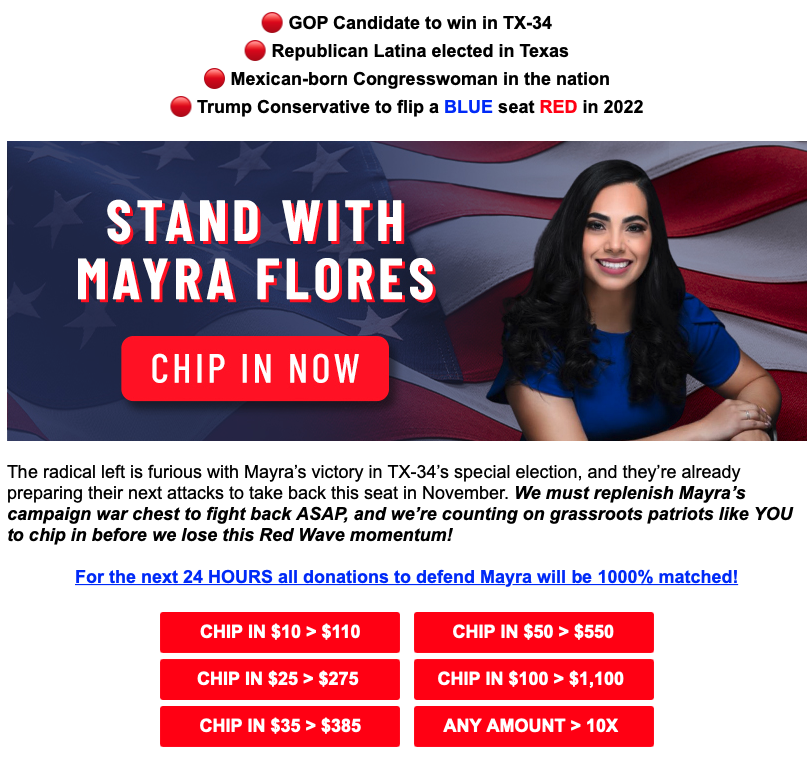 GOP Candidate to win in TX-34
Republican Latina elected in Texas
Mexican-born Congresswoman in the nation
Trump Conservative to flip a BLUE seat RED in 2022
STAND WITH
MAYRA FLORES
CHIP IN NOW
The radical left is furious with Mayra’s victory in TX-34’s special election, and they’re already
preparing their next attacks to take back this seat in November. We must replenish Mayra’s
campaign war chest to fight back ASAP, and we’re counting on grassroots patriots like YOU
to chip in before we lose this Red Wave momentum!
For the next 24 HOURS all donations to defend Mayra will be 1000% matched!
CHIP IN $10 > $110
CHIP IN $50 > $550
CHIP IN $25 > $275
CHIP IN $100 > $1,100
CHIP IN $35 > $385
ANY AMOUNT > 10X